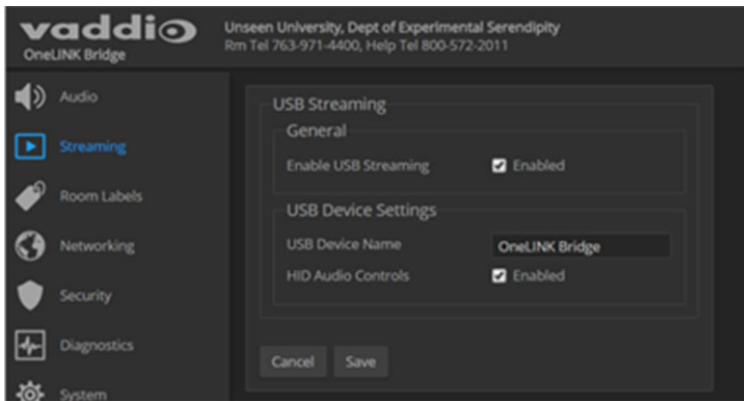 vaddio
OneLINK Bridge
Unseen University, Dept of Experimental Serendipity
Rm Tel 763-971-4400, Help Tel 800-572-2011
Audio
Streaming
Room Labels
Networking
Security
Diagnostics
System
USB Streaming
General
Enable USB Streaming Enabled
USB Device Settings
USB Device Name OneLINK Bridge
HID Audio Controls Enabled
Cancel Save